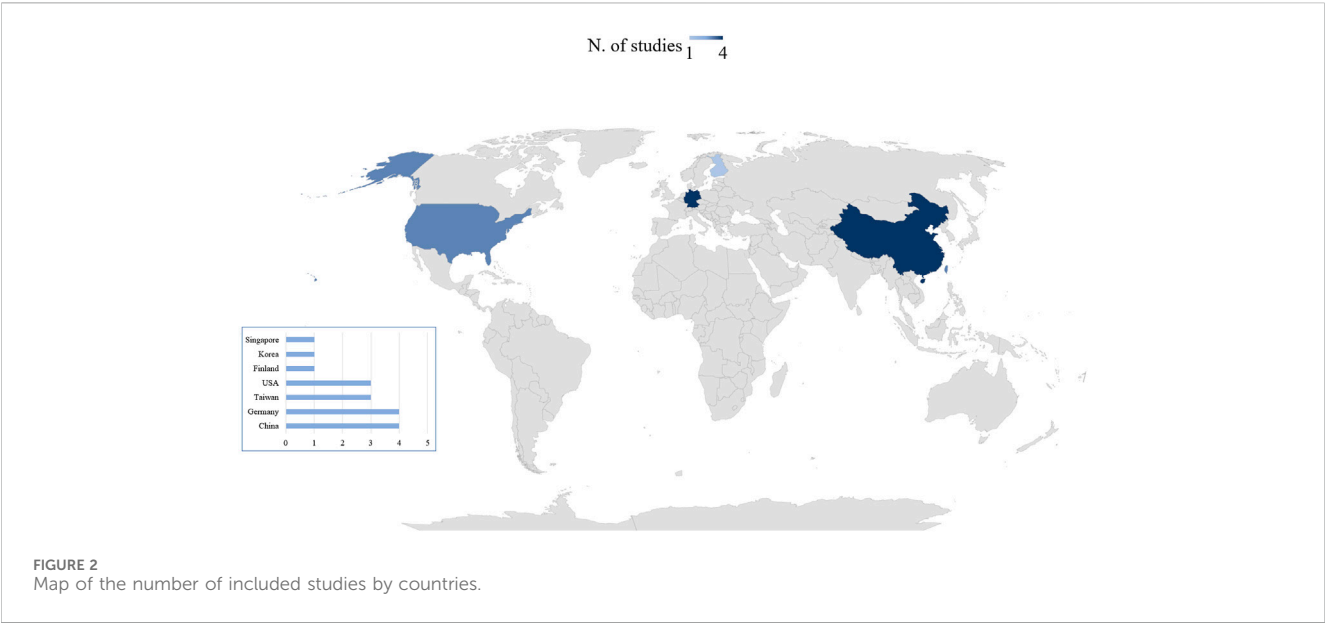 N. of studies
1 4
Singapore
Korea
Finland
USA
Taiwan
Germany
China
0 1 2 3 4 5
FIGURE 2
Map of the number of included studies by countries.